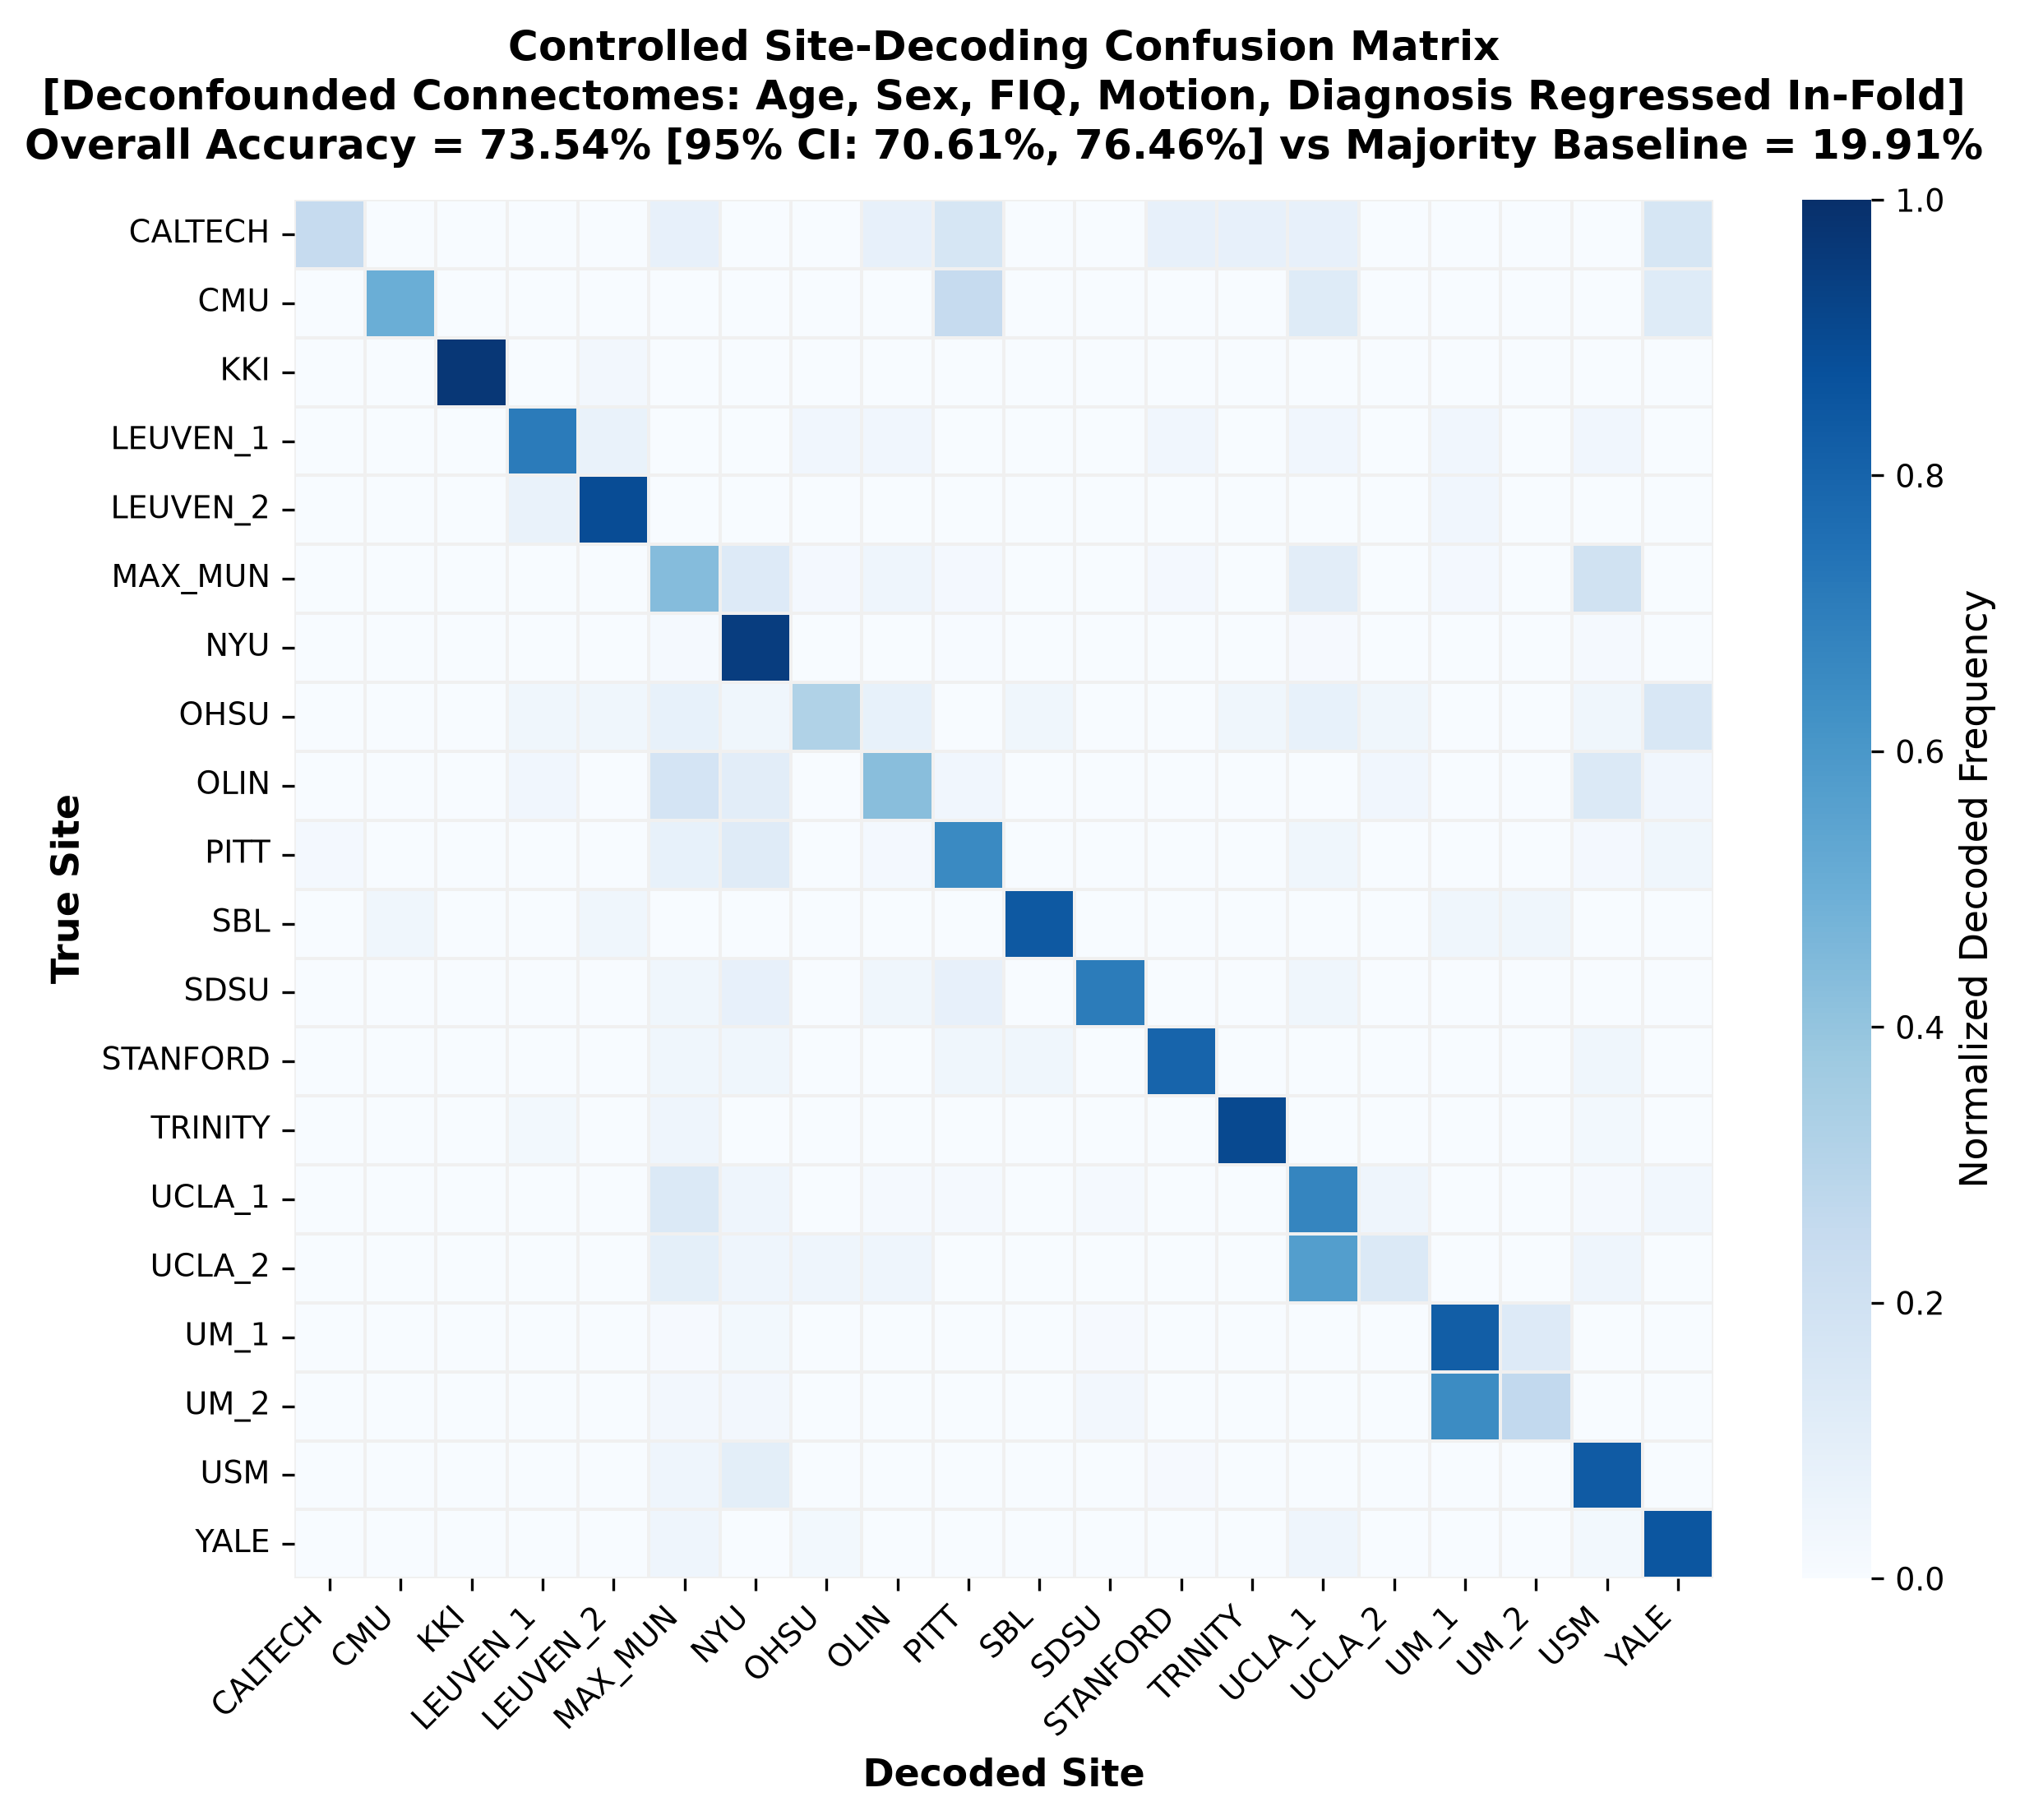 Controlled Site-Decoding Confusion Matrix
[Deconfounded Connectomes: Age, Sex, FIQ, Motion, Diagnosis Regressed In-Fold]
Overall Accuracy = 73.54% [95% CI: 70.61%, 76.46%] vs Majority Baseline = 19.91%
True Site
CALTECH
CMU
KKI
LEUVEN_1
LEUVEN_2
MAX_MUN
NYU
OHSU
OLIN
PITT
SBL
SDSU
STANFORD
TRINITY
UCLA_1
UCLA_2
UM_1
UM_2
USM
YALE
CALTECH
CMU
KKI
LEUVEN_1
LEUVEN_2
MAX_MUN
NYU
OHSU
OLIN
PITT
SBL
SDSU
STANFORD
TRINITY
UCLA_1
UCLA_2
UM_1
UM_2
USM
YALE
Decoded Site
1.0
0.8
0.6
0.4
0.2
0.0
Normalized Decoded Frequency